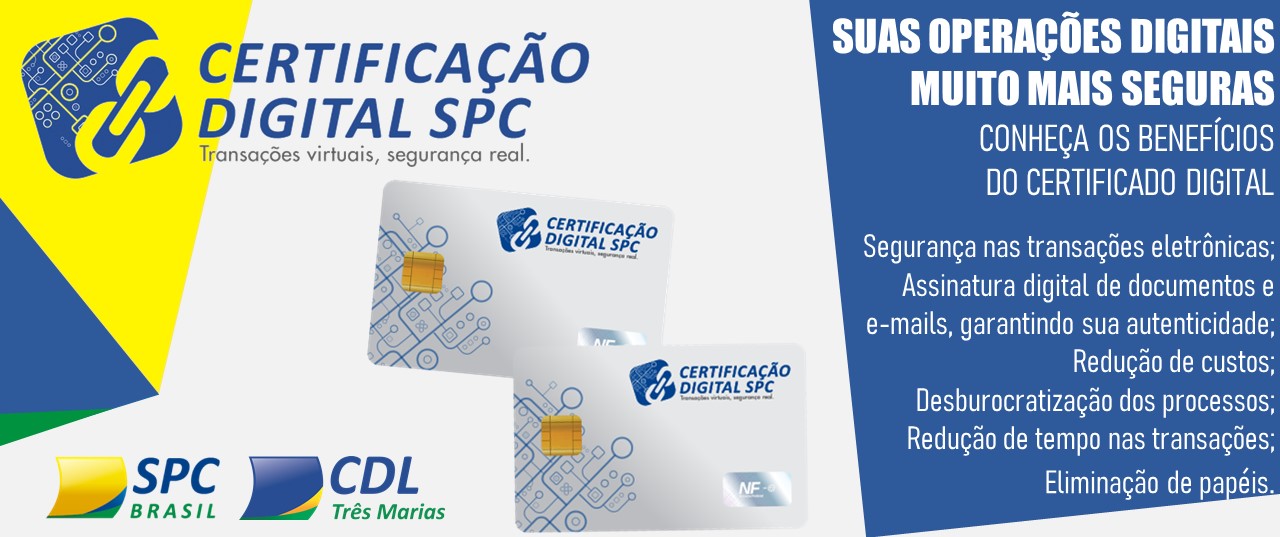 CERTIFICAÇÃO
DIGITAL SPC
Transações virtuais, segurança real.
SUAS OPERAÇÕES DIGITAIS
MUITO MAIS SEGURAS
CONHEÇA OS BENEFÍCIOS
DO CERTIFICADO DIGITAL
Segurança nas transações eletrônicas;
Assinatura digital de documentos e
e-mails, garantindo sua autenticidade;
Redução de custos;
Desburocratização dos processos;
Redução de tempo nas transações;
Eliminação de papéis.
CERTIFICAÇÃO
DIGITAL SPC
Transações virtuais, segurança real.
CERTIFICAÇÃO
DIGITAL SPC
Transações virtuais, segurança real.
NF-e
SPC
BRASIL
CDL
Três Marias